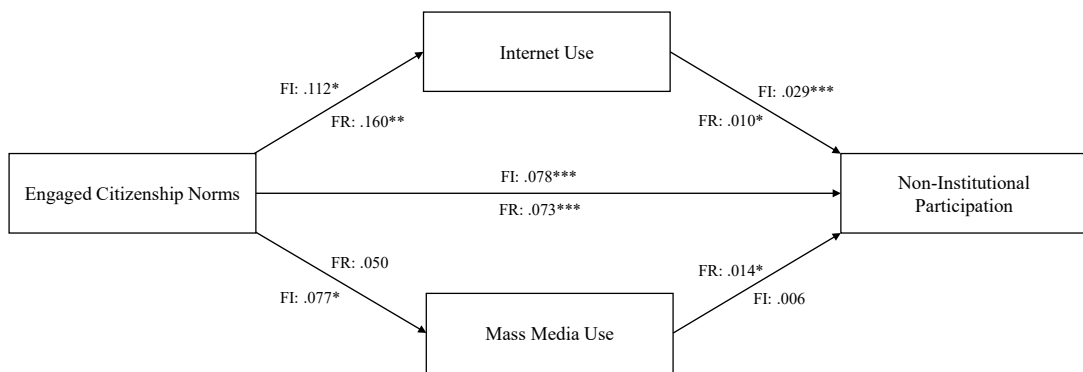 Internet Use
FI: .112*
FI: .029***
FR: .160**
FR: .010*
Engaged Citizenship Norms
FI: .078***
FR: .073***
Non-Institutional
Participation
FR: .050
FR: .014*
FI: .077*
FI: .006
Mass Media Use